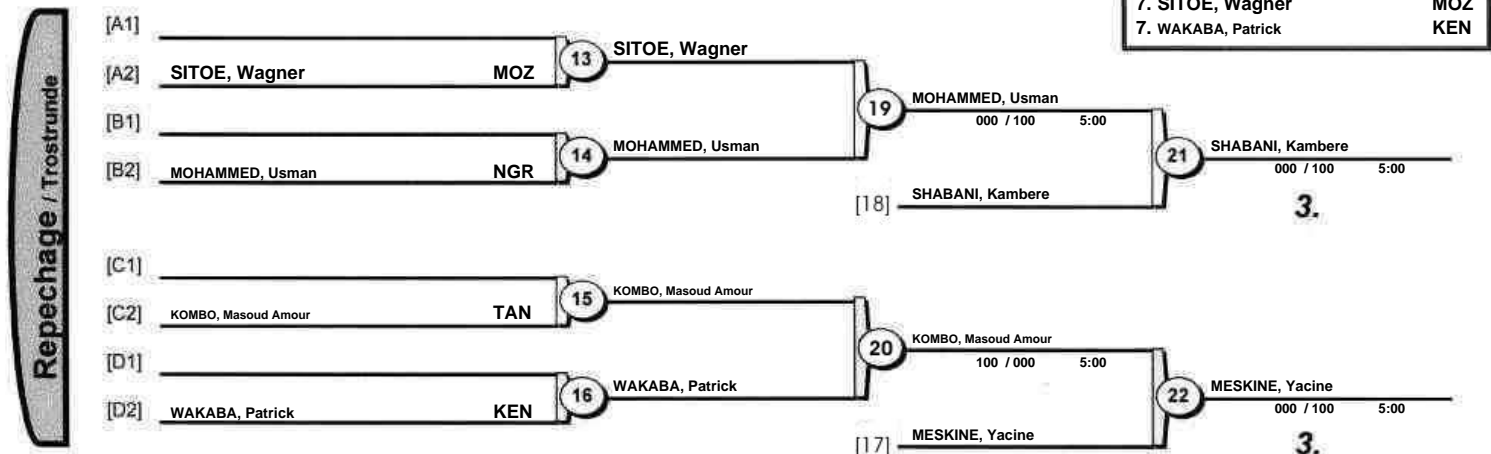 7. SITOE, Wagner MOZ
7. WAKABA, Patrick KEN
Repechage / Trostrunde
[A1]
[A2] SITOE, Wagner MOZ
13 SITOE, Wagner
[B1]
[B2] MOHAMMED, Usman NGR
14 MOHAMMED, Usman
19 MOHAMMED, Usman
000 / 100 5:00
[18] SHABANI, Kambere
21 SHABANI, Kambere
000 / 100 5:00
3.
[C1]
[C2] KOMBO, Masoud Amour TAN
15 KOMBO, Masoud Amour
[D1]
[D2] WAKABA, Patrick KEN
16 WAKABA, Patrick
20 KOMBO, Masoud Amour
100 / 000 5:00
[17] MESKINE, Yacine
22 MESKINE, Yacine
000 / 100 5:00
3.